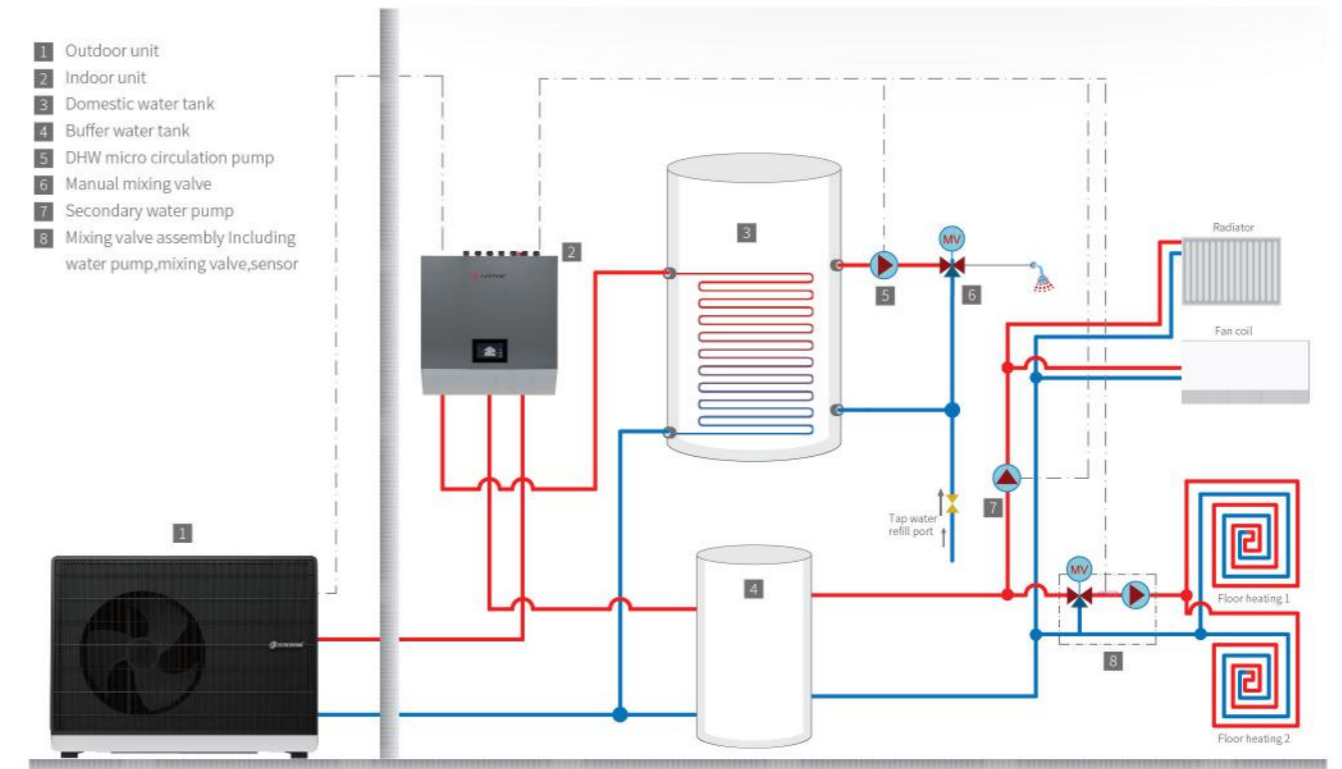 1 Outdoor unit
2 Indoor unit
3 Domestic water tank
4 Buffer water tank
5 DHW micro circulation pump
6 Manual mixing valve
7 Secondary water pump
8 Mixing valve assembly Including
water pump,mixing valve,sensor
2
3
MV
5
6
Radiator
Fan coil
7
Tap water
refill port
1
4
MV
8
Floor heating 1
Floor heating 2